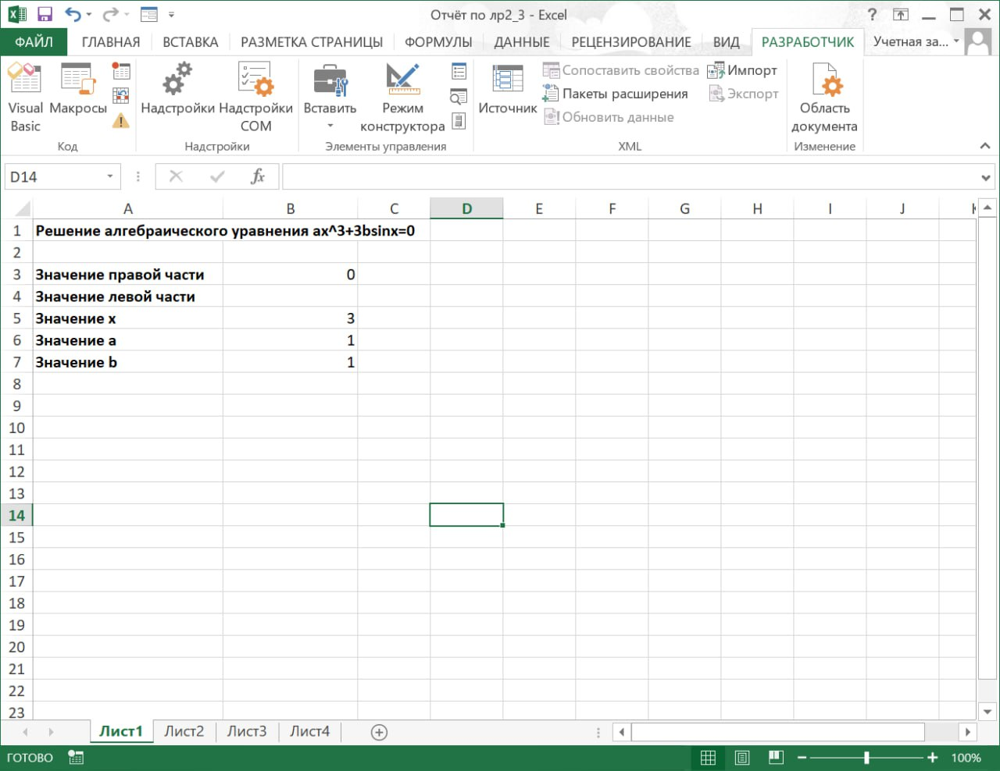 Отчёт по лр2_3 - Excel
?
ФАЙЛ ГЛАВНАЯ ВСТАВКА РАЗМЕТКА СТРАНИЦЫ ФОРМУЛЫ ДАННЫЕ РЕЦЕНЗИРОВАНИЕ ВИД РАЗРАБОТЧИК Учетная за...
Visual Basic
Макросы
Код
Надстройки
Надстройки COM
Надстройки
Вставить
Режим конструктора
Элементы управления
Источник
Сопоставить свойства
Пакеты расширения
Обновить данные
Импорт
Экспорт
XML
Область документа
Изменение
D14
fx
A B C D E F G H I J K
1 Решение алгебраического уравнения ax^3+3bsinx=0
2
3 Значение правой части 0
4 Значение левой части
5 Значение x 3
6 Значение a 1
7 Значение b 1
8
9
10
11
12
13
14
15
16
17
18
19
20
21
22
23
Лист1 Лист2 Лист3 Лист4
ГОТОВО
100%